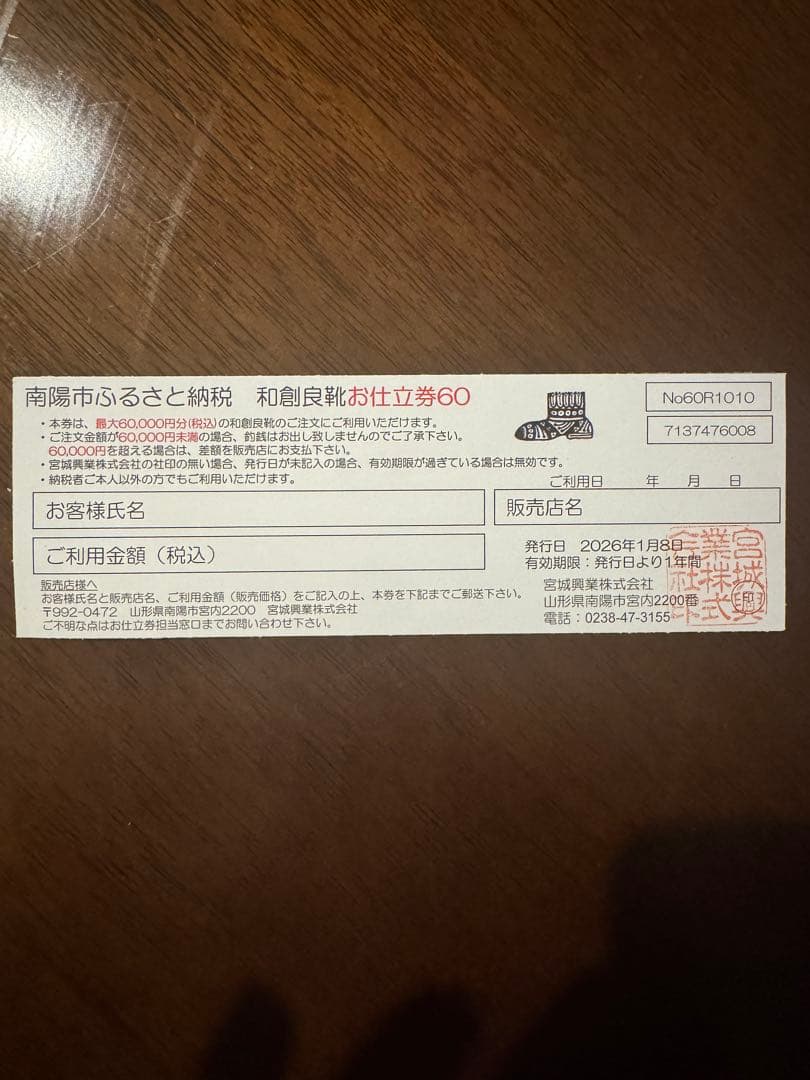 南陽市ふるさと納税　和創良靴お仕立券60
No60R1010
7137476008
・本券は、最大60,000円分(税込)の和創良靴のご注文にご利用いただけます。
・ご注文金額が60,000円未満の場合、釣銭はお出し致しませんのでご了承下さい。
60,000円を超える場合は、差額を販売店にお支払下さい。
・宮城興業株式会社の社印の無い場合、発行日が未記入の場合、有効期限が過ぎている場合は無効です。
・納税者ご本人以外の方でもご利用いただけます。
ご利用日　　年　　月　　日
お客様氏名
販売店名
ご利用金額（税込）
発行日　2026年1月8日
有効期限：発行日より1年間
宮城興業株式会社
山形県南陽市宮内2200番
電話：0238-47-3155
宮城興業株式会社印
販売店様へ
お客様氏名と販売店名、ご利用金額（販売価格）をご記入の上、本券を下記までご郵送下さい。
〒992-0472　山形県南陽市宮内2200　宮城興業株式会社
ご不明な点はお仕立券担当窓口までお問い合わせ下さい。